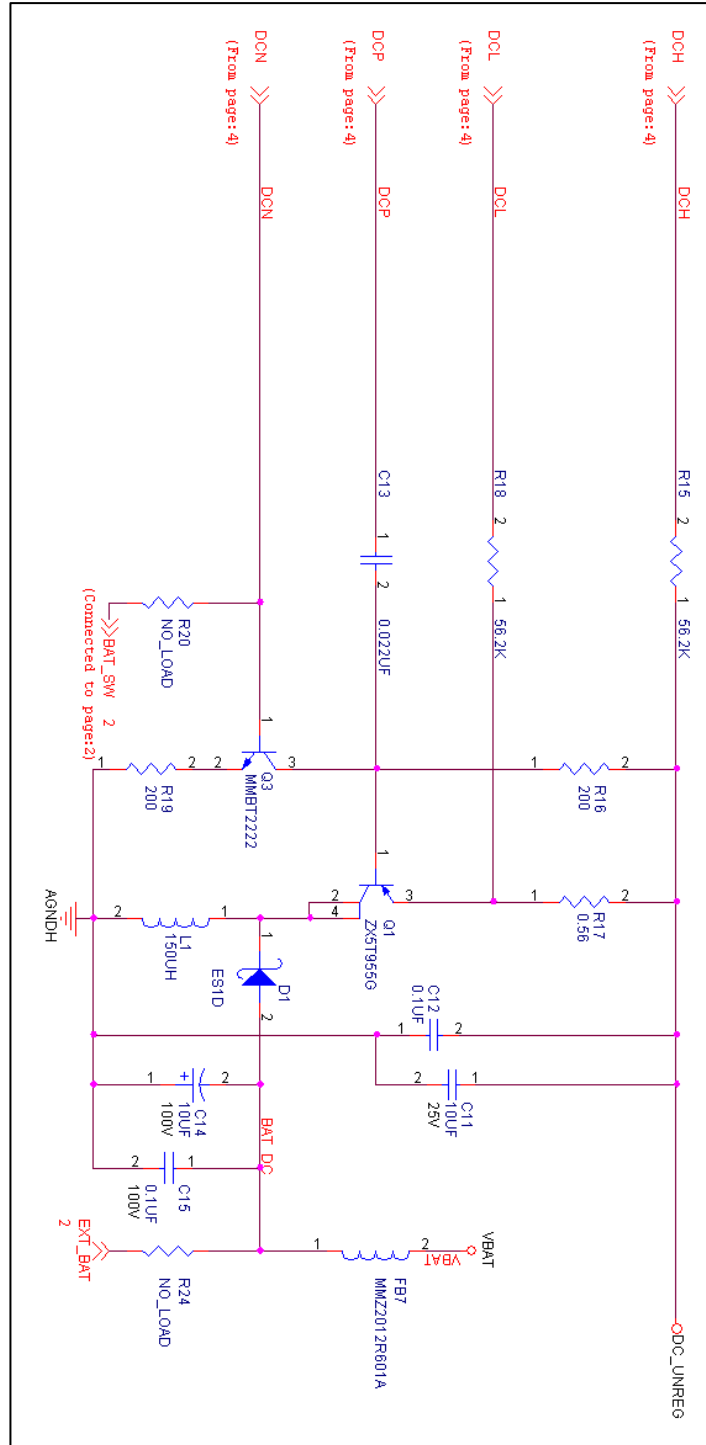 DCH
(From page:4)
DCH
R15
2
1
56.2K
DC_UNREG
DCL
(From page:4)
DCL
R18
2
1
56.2K
R16
200
1
2
R17
0.56
1
2
C12
0.1UF
1
2
C11
10UF
25V
2
1
DCP
(From page:4)
DCP
C13
1
2
0.022UF
Q1
ZX5T955G
1
3
2
4
VBAT
VBAT
FB7
MMZ2012R601A
1
2
DCN
(From page:4)
DCN
Q3
MMBT2222
1
3
2
D1
ES1D
1
2
BAT_DC
R20
NO_LOAD
BAT_SW 2
(Connected to page:2)
R19
200
1
2
L1
150UH
2
1
AGNDH
C14
10UF
100V
1
2
C15
0.1UF
100V
2
1
R24
NO_LOAD
EXT_BAT
2